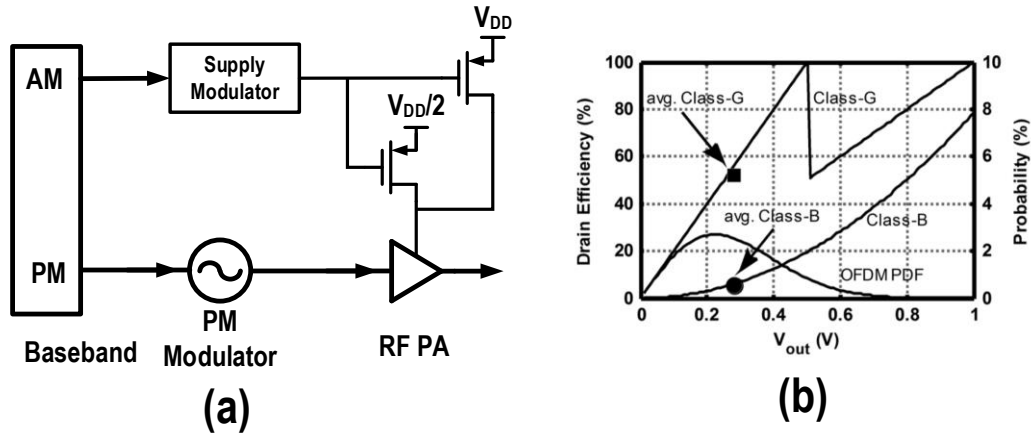 AM
PM
Baseband
Supply
Modulator
V_DD
V_DD/2
PM
Modulator
RF PA
(a)
Drain Efficiency (%)
100
80
60
40
20
0
avg. Class-G
Class-G
avg. Class-B
Class-B
OFDM PDF
0
0.2
0.4
0.6
0.8
1
V_out (V)
10
8
6
4
2
0
Probability (%)
(b)